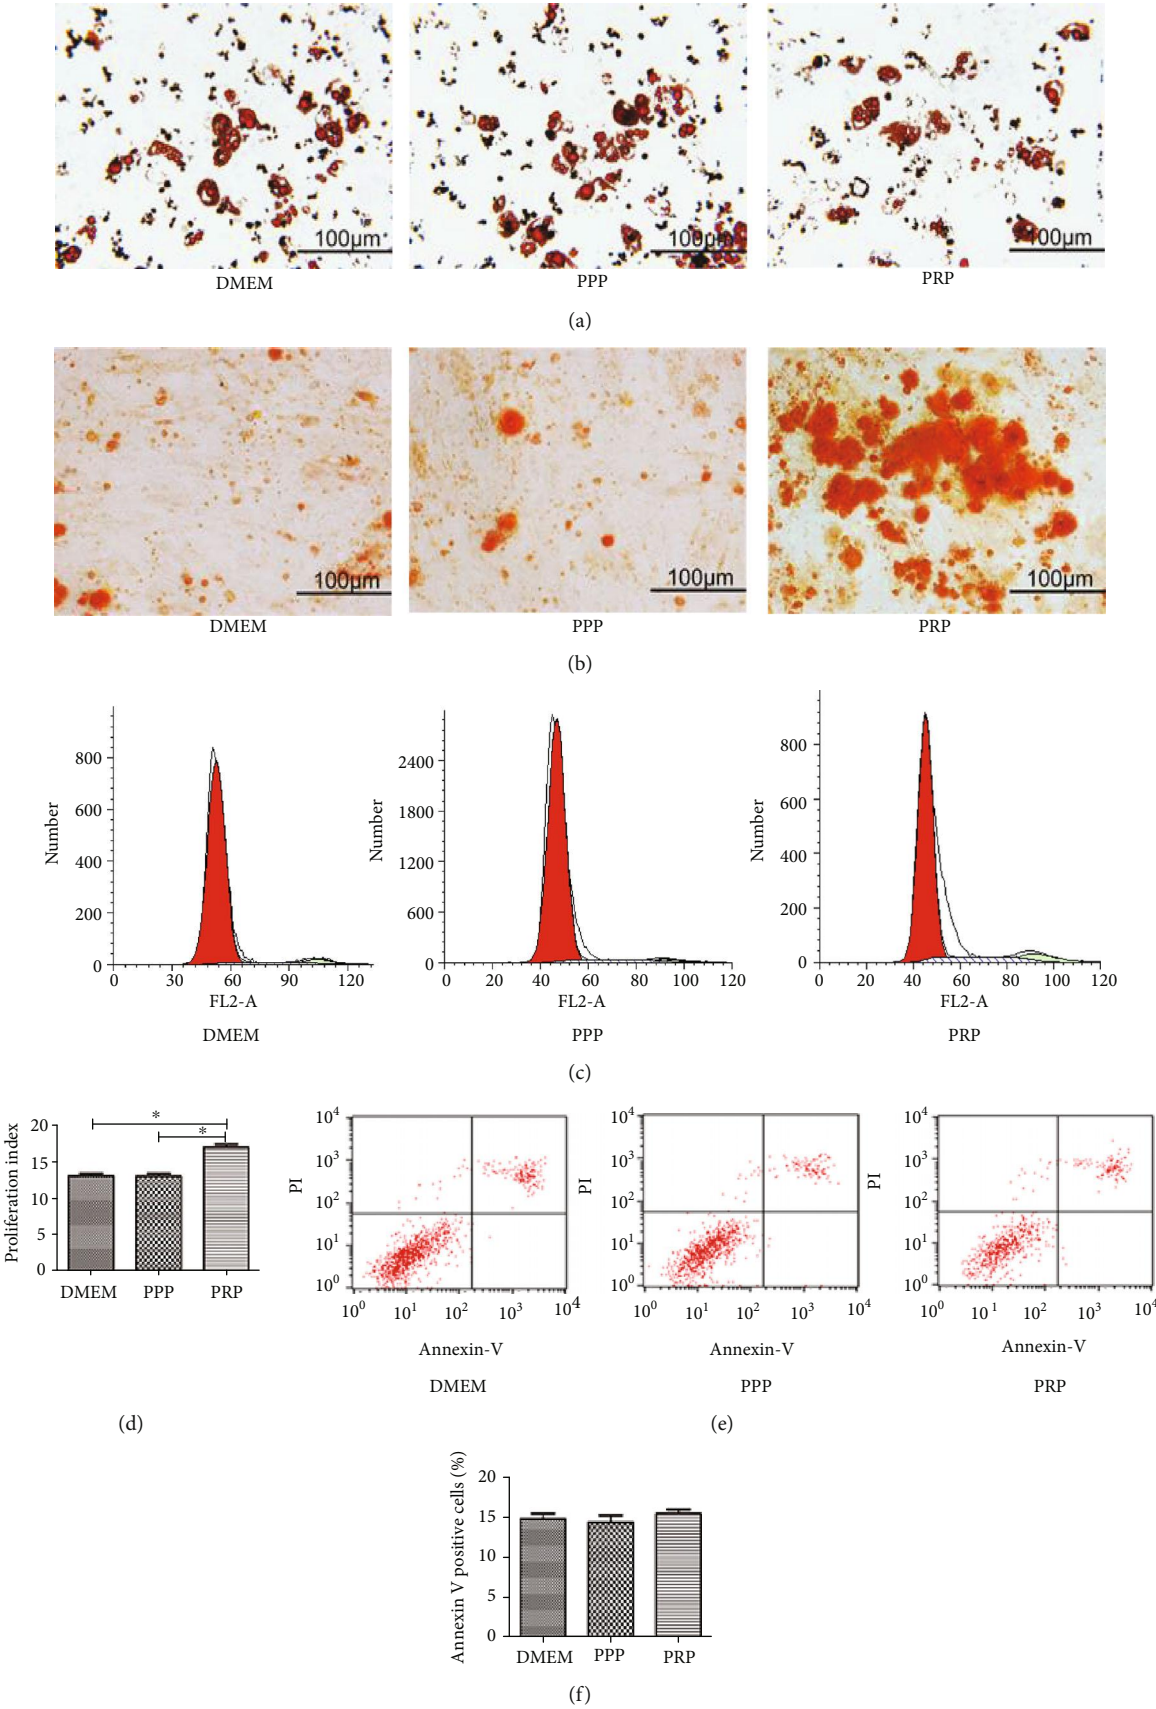 100μm 100μm 100μm
DMEM PPP PRP
(a)
100μm 100μm 100μm
DMEM PPP PRP
(b)
Number
800
600
400
200
0
0 30 60 90 120
FL2-A
DMEM
Number
2400
1800
1200
600
0
0 20 40 60 80 100 120
FL2-A
PPP
Number
800
600
400
200
0
0 20 40 60 80 100 120
FL2-A
PRP
(c)
Proliferation index
20
15
10
5
0
* 
*
DMEM PPP PRP
(d)
PI
10⁴
10³
10²
10¹
10⁰
10⁰ 10¹ 10² 10³ 10⁴
Annexin-V
DMEM
PI
10⁴
10³
10²
10¹
10⁰
10⁰ 10¹ 10² 10³ 10⁴
Annexin-V
PPP
PI
10⁴
10³
10²
10¹
10⁰
10⁰ 10¹ 10² 10³ 10⁴
Annexin-V
PRP
(e)
Annexin V positive cells (%)
20
15
10
5
0
DMEM PPP PRP
(f)